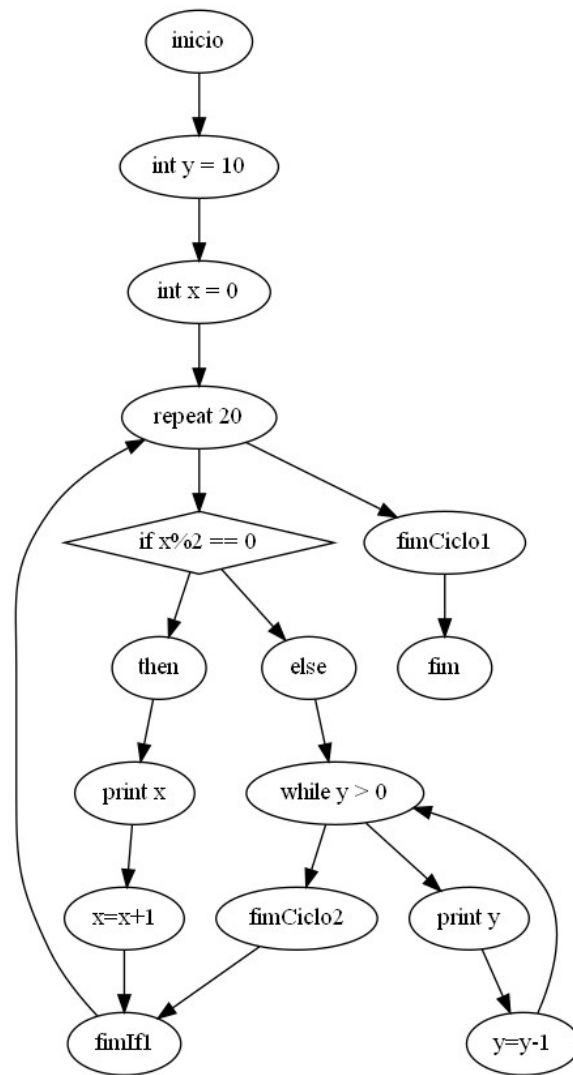 inicio
int y = 10
int x = 0
repeat 20
if x%2 == 0
fimCiclo1
then
else
fim
print x
while y > 0
x=x+1
fimCiclo2
print y
fimIf1
y=y-1